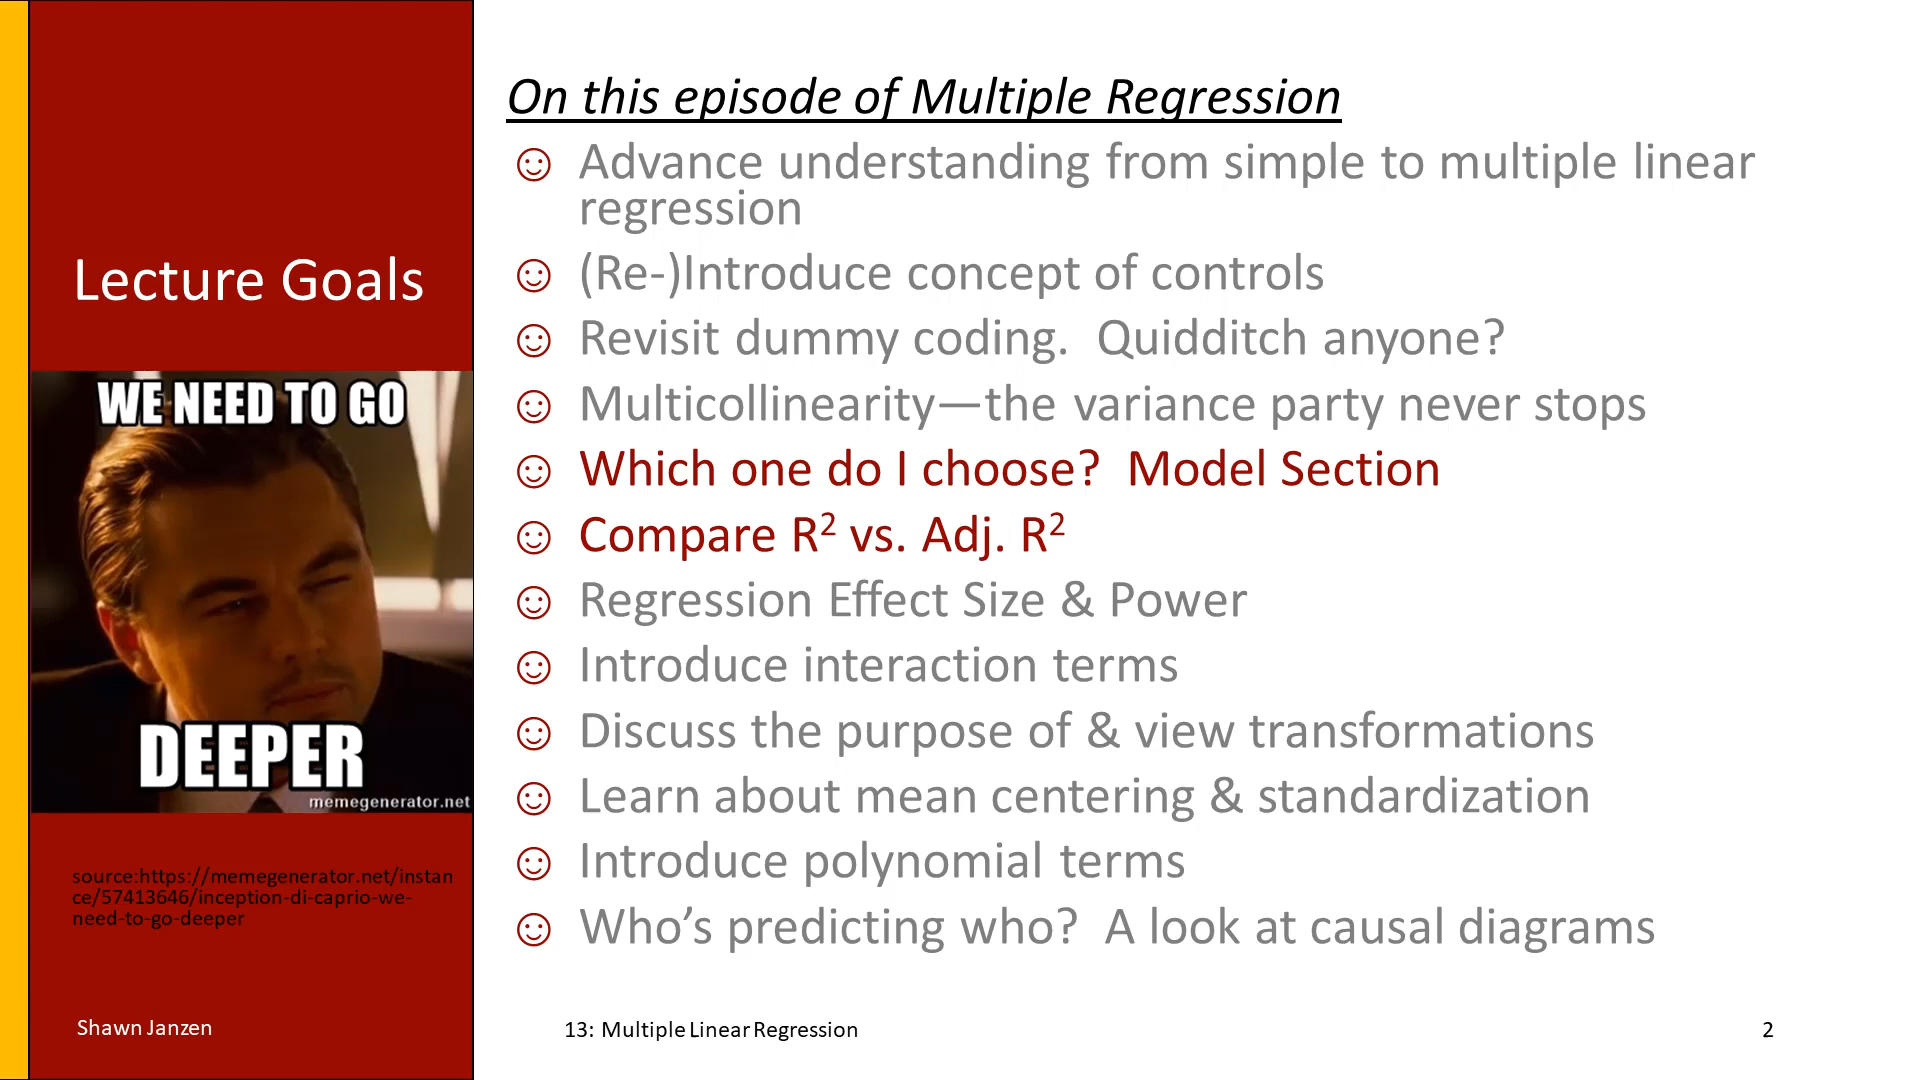 Lecture Goals
WE NEED TO GO
DEEPER
memegenerator.net
source:https://memegenerator.net/instan
ce/57413646/inception-di-caprio-we-
need-to-go-deeper
Shawn Janzen
On this episode of Multiple Regression
☺ Advance understanding from simple to multiple linear
regression
☺ (Re-)Introduce concept of controls
☺ Revisit dummy coding.  Quidditch anyone?
☺ Multicollinearity—the variance party never stops
☺ Which one do I choose?  Model Section
☺ Compare R² vs. Adj. R²
☺ Regression Effect Size & Power
☺ Introduce interaction terms
☺ Discuss the purpose of & view transformations
☺ Learn about mean centering & standardization
☺ Introduce polynomial terms
☺ Who’s predicting who?  A look at causal diagrams
13: Multiple Linear Regression
2